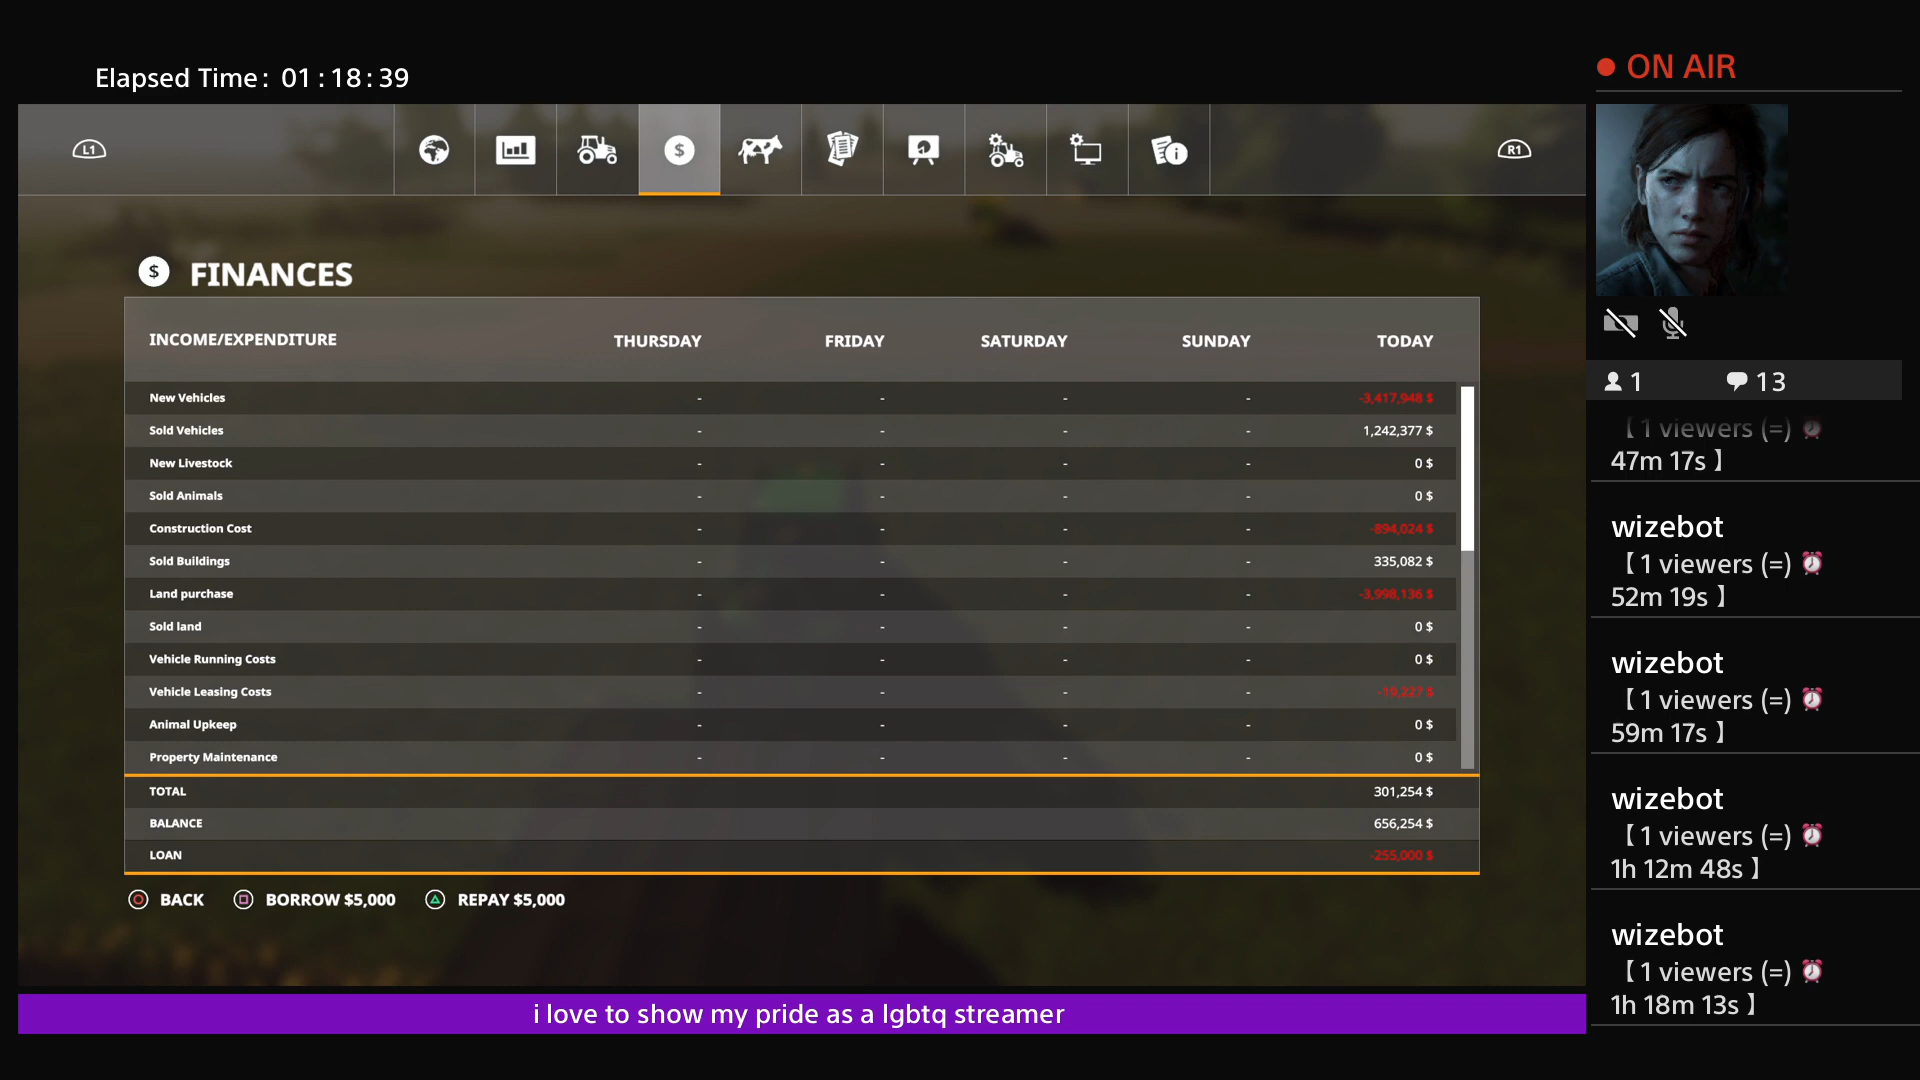 Elapsed Time: 01:18:39
ON AIR
L1
R1
$ FINANCES
INCOME/EXPENDITURE THURSDAY FRIDAY SATURDAY SUNDAY TODAY
New Vehicles - - - - -3,417,948 $
Sold Vehicles - - - - 1,242,377 $
New Livestock - - - - 0 $
Sold Animals - - - - 0 $
Construction Cost - - - - -894,024 $
Sold Buildings - - - - 335,082 $
Land purchase - - - - -3,998,136 $
Sold land - - - - 0 $
Vehicle Running Costs - - - - 0 $
Vehicle Leasing Costs - - - - -19,227 $
Animal Upkeep - - - - 0 $
Property Maintenance - - - - 0 $
TOTAL 301,254 $
BALANCE 656,254 $
LOAN -255,000 $
BACK BORROW $5,000 REPAY $5,000
i love to show my pride as a lgbtq streamer
1 13
【1 viewers (=) ⏰
47m 17s 】
wizebot
【1 viewers (=) ⏰
52m 19s 】
wizebot
【1 viewers (=) ⏰
59m 17s 】
wizebot
【1 viewers (=) ⏰
1h 12m 48s 】
wizebot
【1 viewers (=) ⏰
1h 18m 13s 】